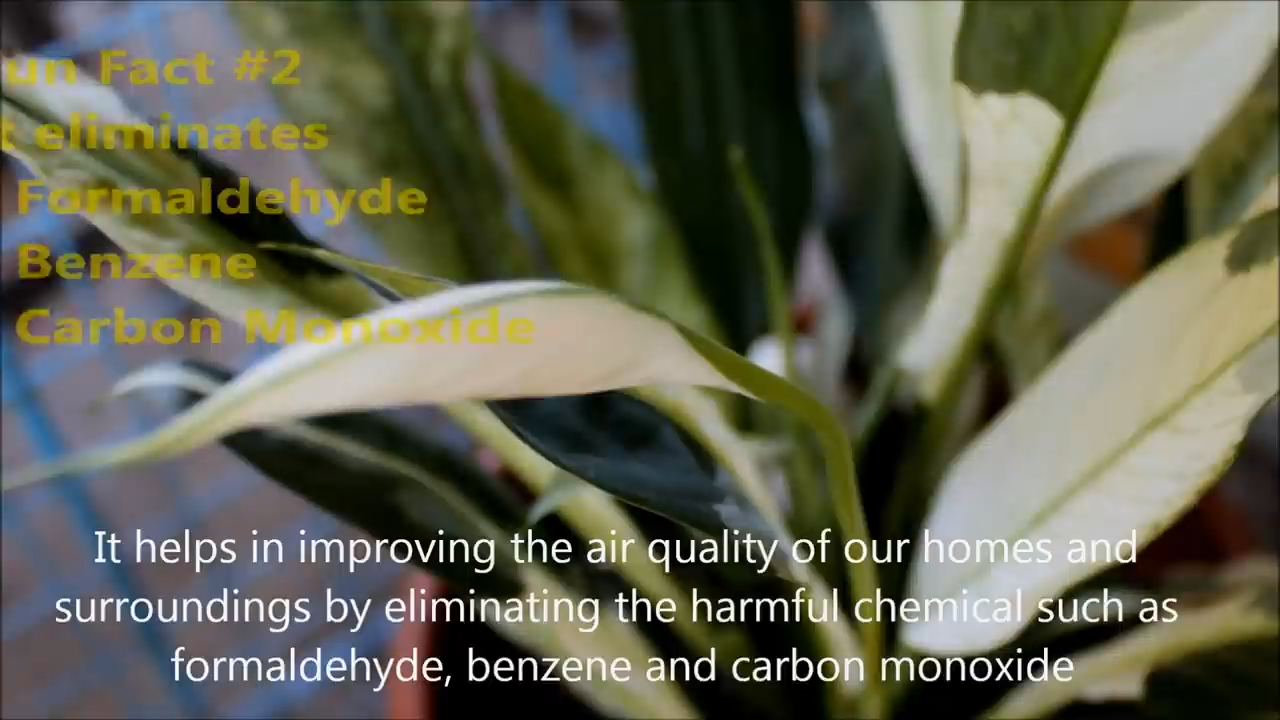 un Fact #2
t eliminates
Formaldehyde
Benzene
Carbon Monoxide
It helps in improving the air quality of our homes and
surroundings by eliminating the harmful chemical such as
formaldehyde, benzene and carbon monoxide